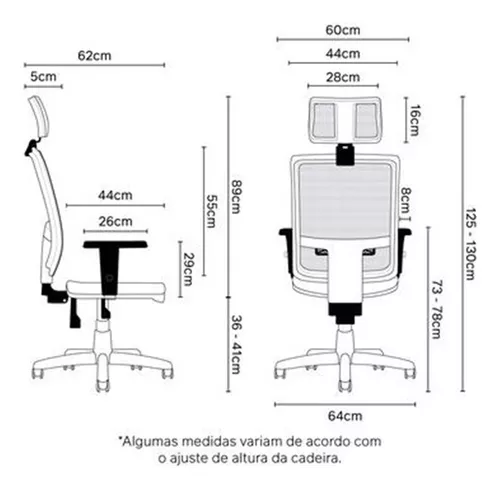 60cm
62cm
44cm
5cm
28cm
16cm
44cm
26cm
8cm
89cm
55cm
29cm
125 - 130cm
73 - 78cm
36 - 41cm
64cm
*Algumas medidas variam de acordo com
o ajuste de altura da cadeira.